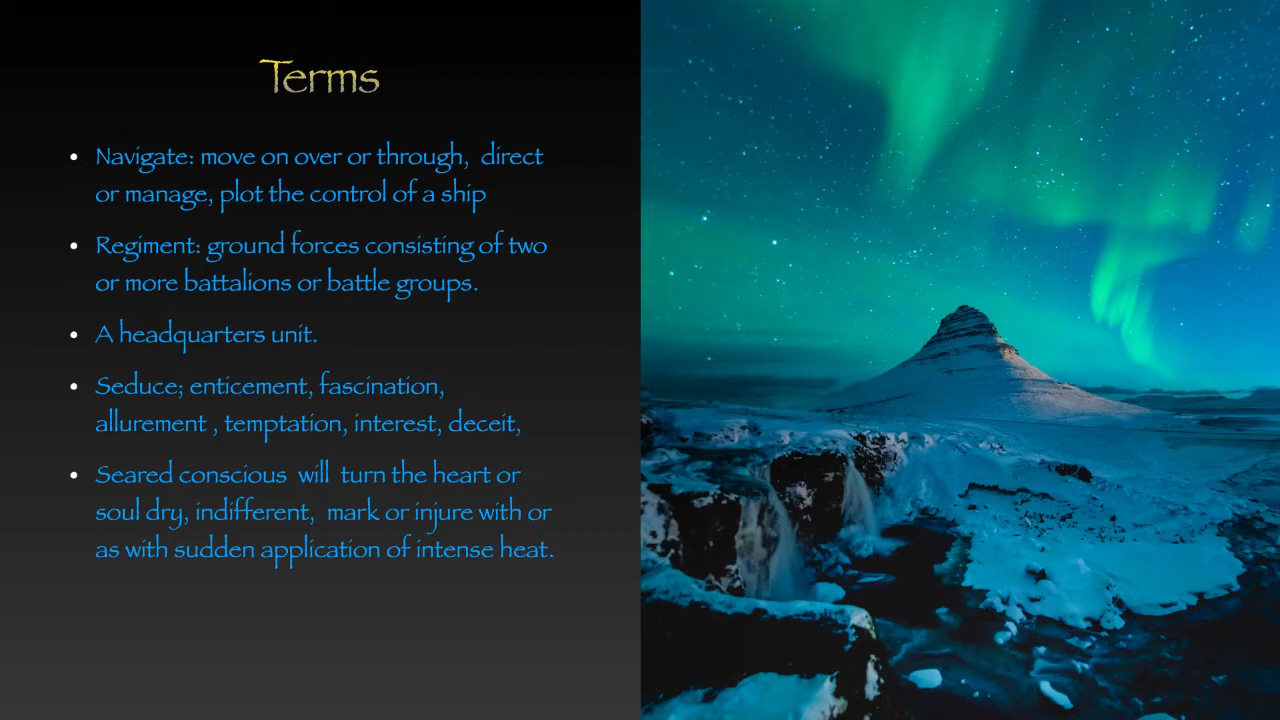 Terms
• Navigate: move on over or through,  direct
or manage, plot the control of a ship
• Regiment: ground forces consisting of two
or more battalions or battle groups.
• A headquarters unit.
• Seduce; enticement, fascination,
allurement , temptation, interest, deceit,
• Seared conscious  will  turn the heart or
soul dry, indifferent,  mark or injure with or
as with sudden application of intense heat.